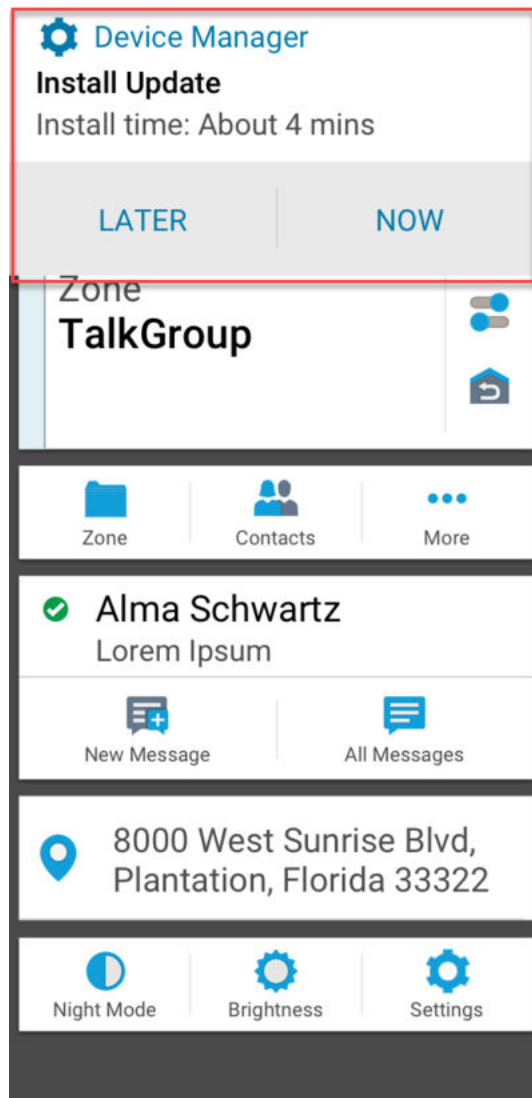 Device Manager
Install Update
Install time: About 4 mins
LATER NOW
Zone
TalkGroup
Zone Contacts More
Alma Schwartz
Lorem Ipsum
New Message All Messages
8000 West Sunrise Blvd,
Plantation, Florida 33322
Night Mode Brightness Settings